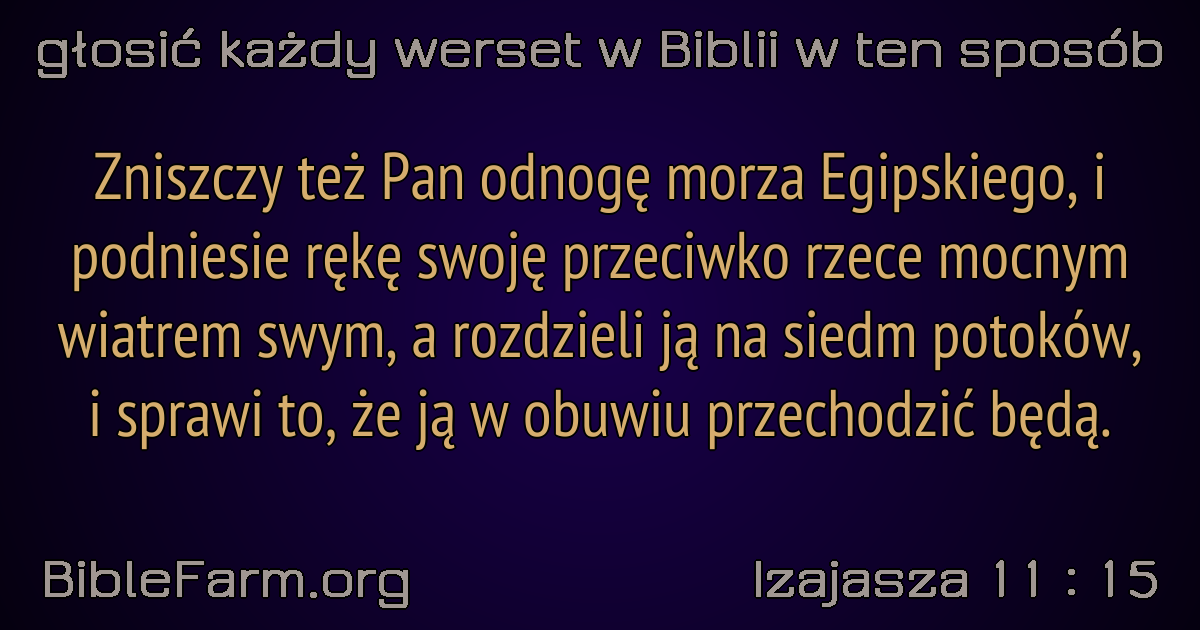 głosić każdy werset w Biblii w ten sposób
Zniszczy też Pan odnogę morza Egipskiego, i
podniesie rękę swoję przeciwko rzece mocnym
wiatrem swym, a rozdzieli ją na siedm potoków,
i sprawi to, że ją w obuwiu przechodzić będą.
BibleFarm.org
Izajasza 11 : 15